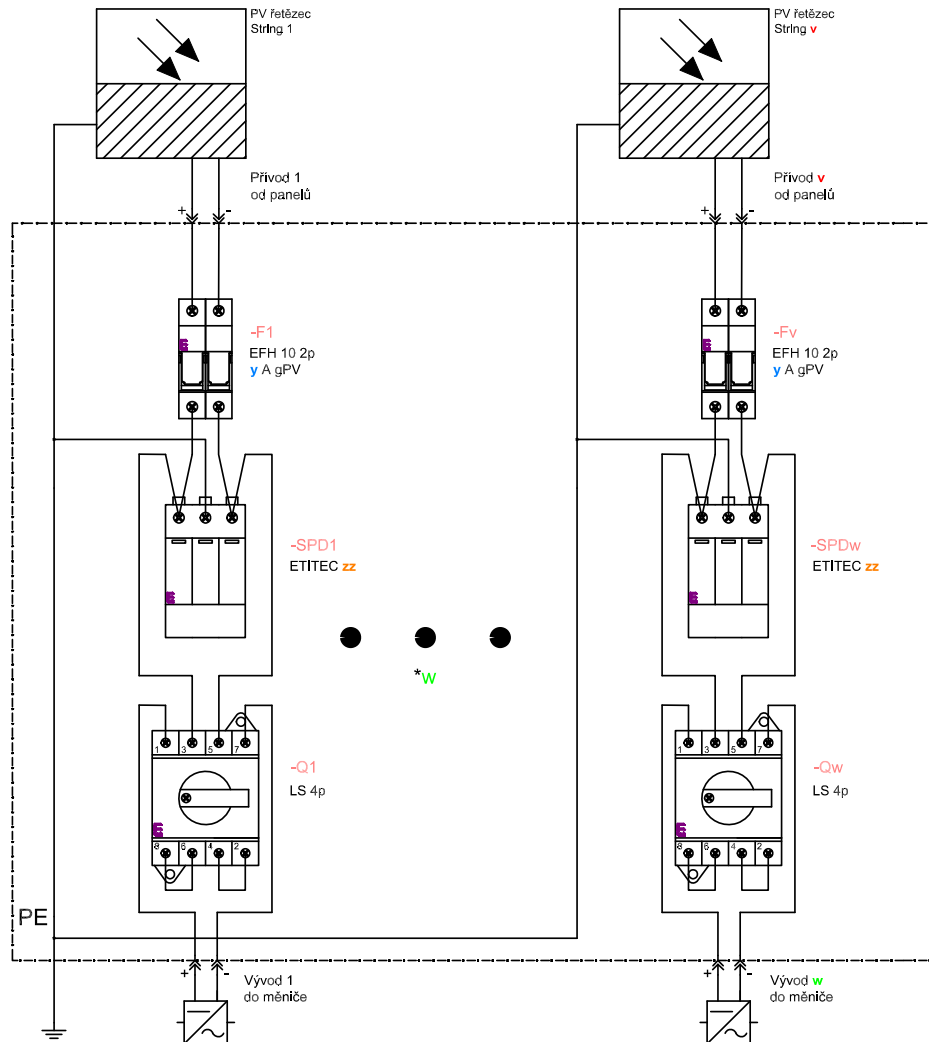 PV řetězec
String 1
PV řetězec
String v
Přívod 1
od panelů
Přívod v
od panelů
+ -
+ -
-F1
EFH 10 2p
y A gPV
-Fv
EFH 10 2p
y A gPV
E
E
-SPD1
ETITEC zz
-SPDw
ETITEC zz
E
E
*w
1 3 5 7
1 3 5 7
-Q1
LS 4p
-Qw
LS 4p
E
E
8 6 4 2
8 6 4 2
PE
+ -
+ -
Vývod 1
do měniče
Vývod w
do měniče